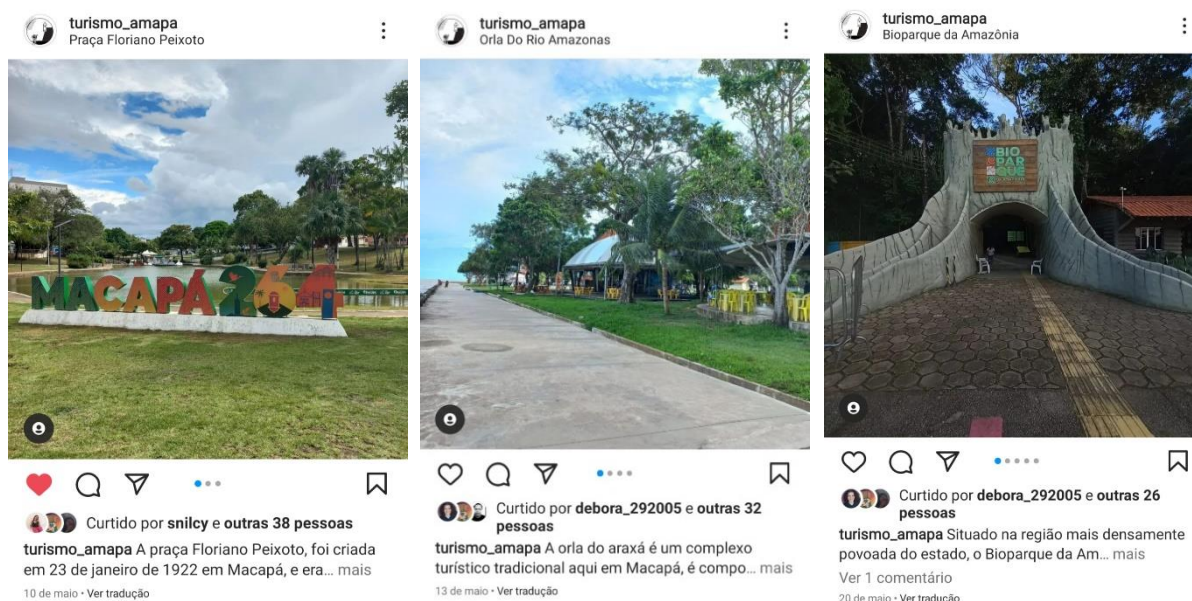 turismo_amapa
Praça Floriano Peixoto
MACAPÁ 264
Curtido por snilcy e outras 38 pessoas
turismo_amapa A praça Floriano Peixoto, foi criada
em 23 de janeiro de 1922 em Macapá, e era... mais
10 de maio • Ver tradução
turismo_amapa
Orla Do Rio Amazonas
Curtido por debora_292005 e outras 32
pessoas
turismo_amapa A orla do araxá é um complexo
turístico tradicional aqui em Macapá, é compo... mais
13 de maio • Ver tradução
turismo_amapa
Bioparque da Amazônia
BIO
PAR
QUE
Curtido por debora_292005 e outras 26
pessoas
turismo_amapa Situado na região mais densamente
povoada do estado, o Bioparque da Am... mais
Ver 1 comentário
20 de maio • Ver tradução